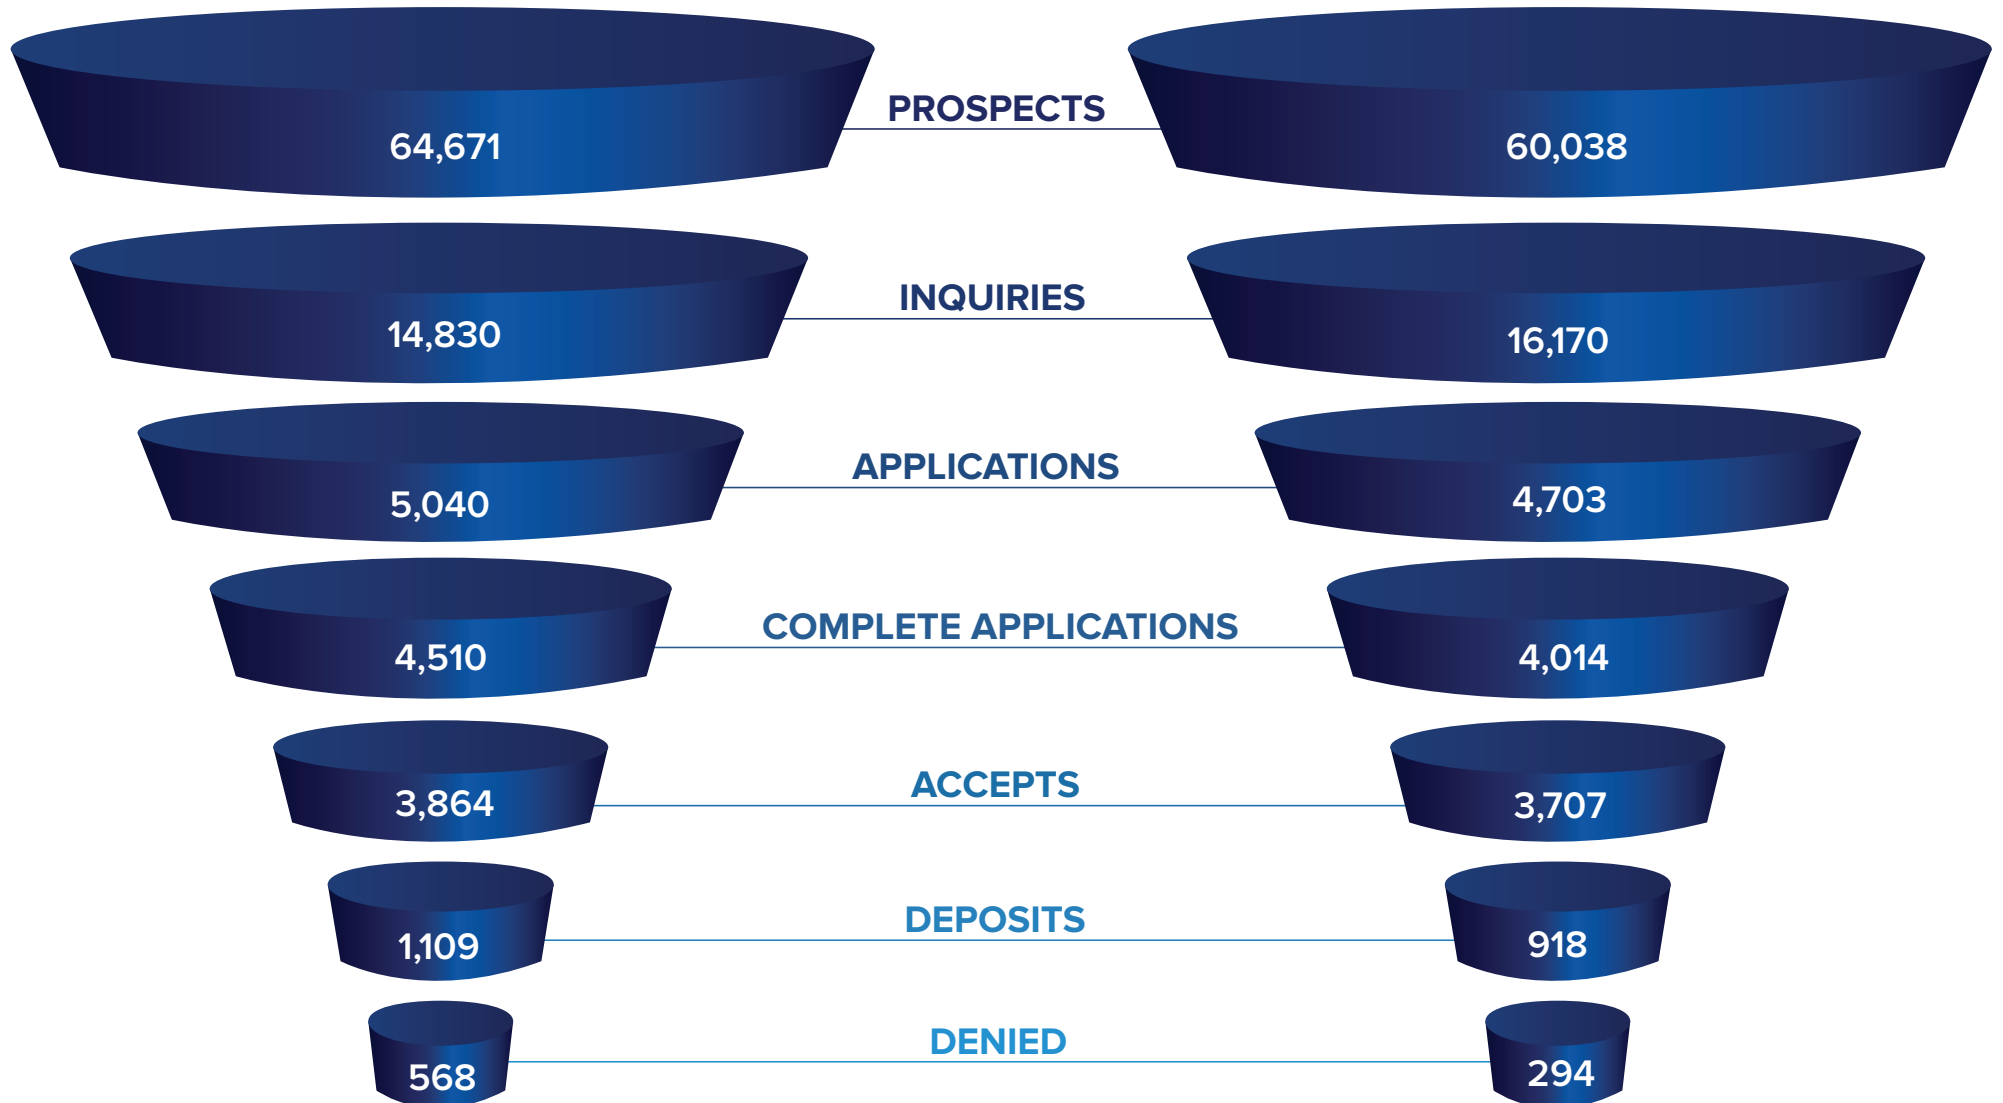 PROSPECTS
64,671
60,038
INQUIRIES
14,830
16,170
APPLICATIONS
5,040
4,703
COMPLETE APPLICATIONS
4,510
4,014
ACCEPTS
3,864
3,707
DEPOSITS
1,109
918
DENIED
568
294